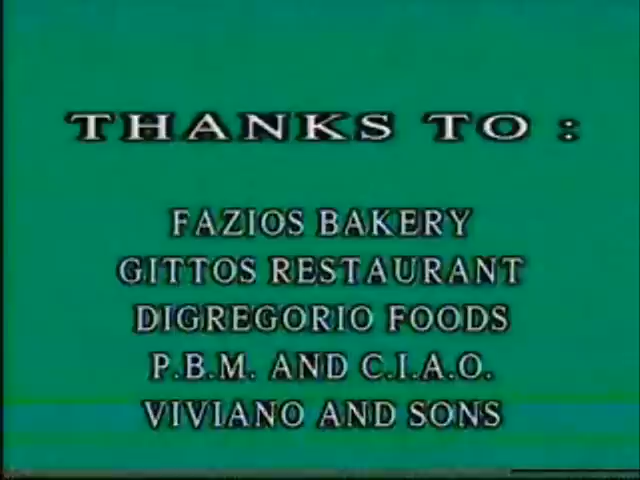 THANKS TO :
FAZIOS BAKERY
GITTOS RESTAURANT
DIGREGORIO FOODS
P.B.M. AND C.I.A.O.
VIVIANO AND SONS